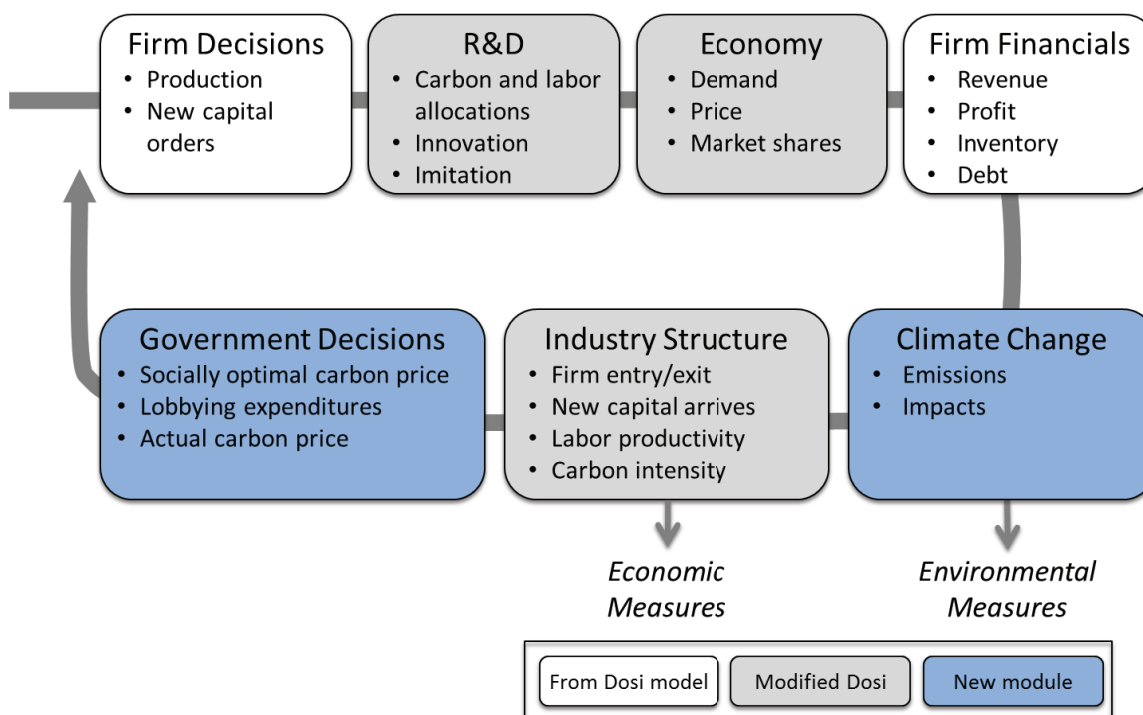 Firm Decisions
• Production
• New capital
orders
R&D
• Carbon and labor
allocations
• Innovation
• Imitation
Economy
• Demand
• Price
• Market shares
Firm Financials
• Revenue
• Profit
• Inventory
• Debt
Government Decisions
• Socially optimal carbon price
• Lobbying expenditures
• Actual carbon price
Industry Structure
• Firm entry/exit
• New capital arrives
• Labor productivity
• Carbon intensity
Climate Change
• Emissions
• Impacts
Economic
Measures
Environmental
Measures
From Dosi model
Modified Dosi
New module